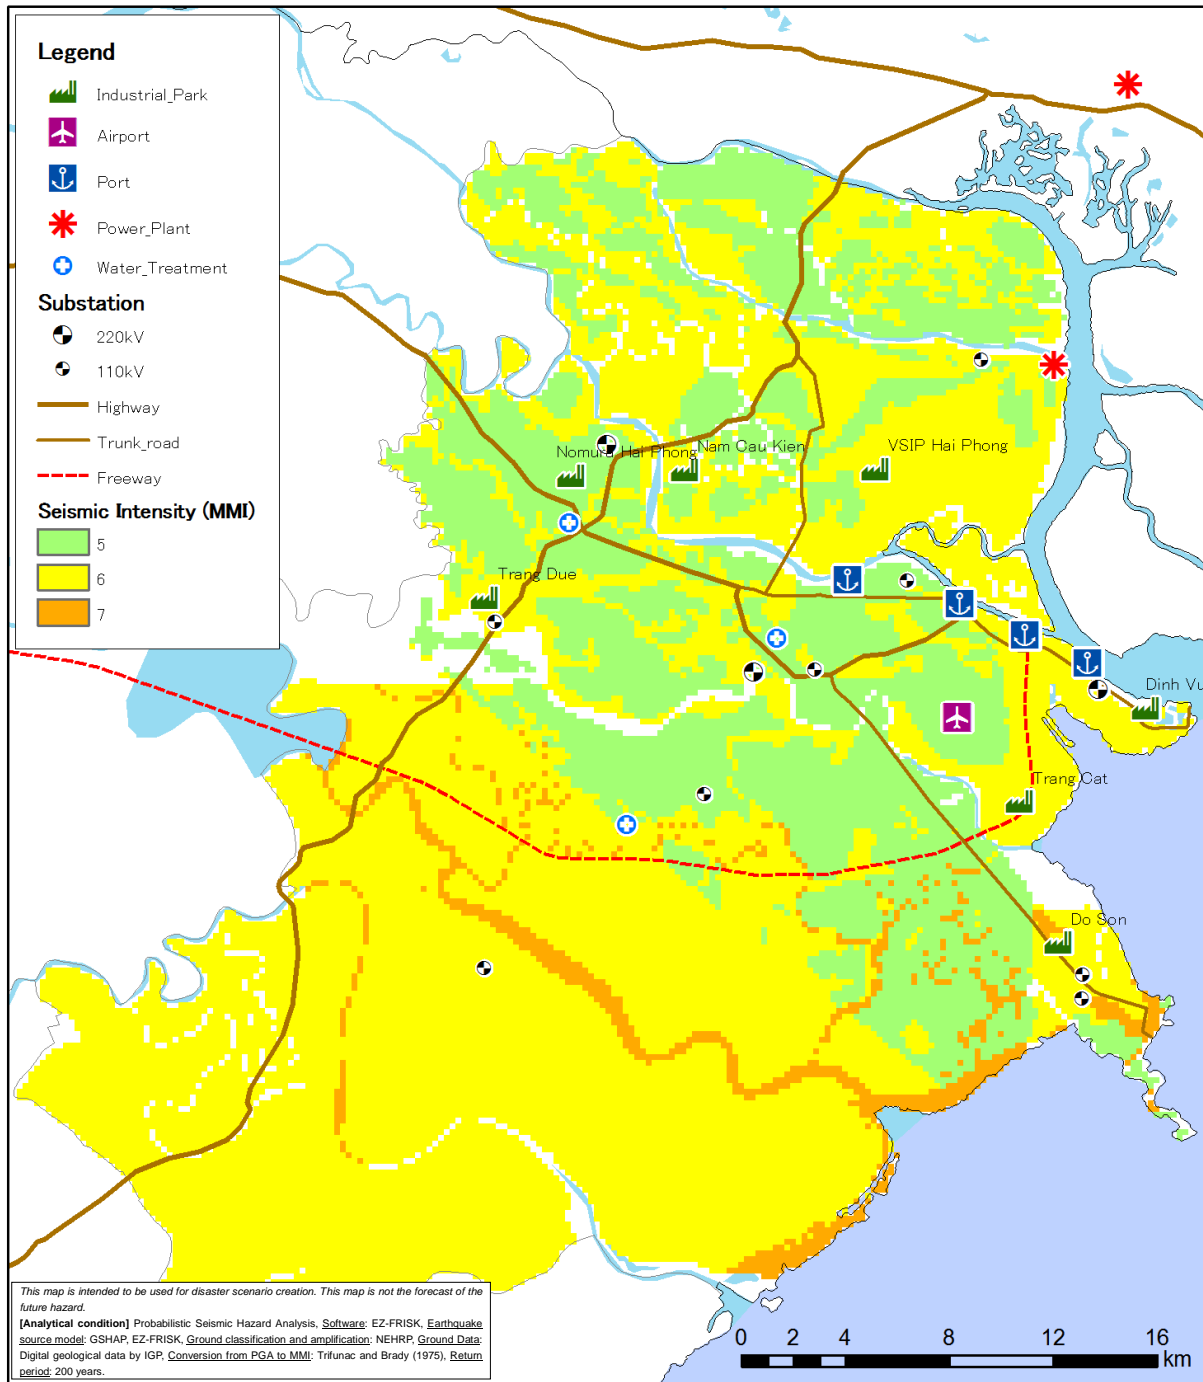 Legend
Industrial_Park
Airport
Port
Power_Plant
Water_Treatment
Substation
220kV
110kV
Highway
Trunk_road
Freeway
Seismic Intensity (MMI)
5
6
7
Nomura Hai Phong
Nam Cau Kien
VSIP Hai Phong
Trang Due
Dinh Vu
Trang Cat
Do Son
This map is intended to be used for disaster scenario creation. This map is not the forecast of the
future hazard.
[Analytical condition] Probabilistic Seismic Hazard Analysis, Software: EZ-FRISK, Earthquake
source model: GSHAP, EZ-FRISK, Ground classification and amplification: NEHRP, Ground Data:
Digital geological data by IGP, Conversion from PGA to MMI: Trifunac and Brady (1975), Return
period: 200 years.
0 2 4 8 12 16
km